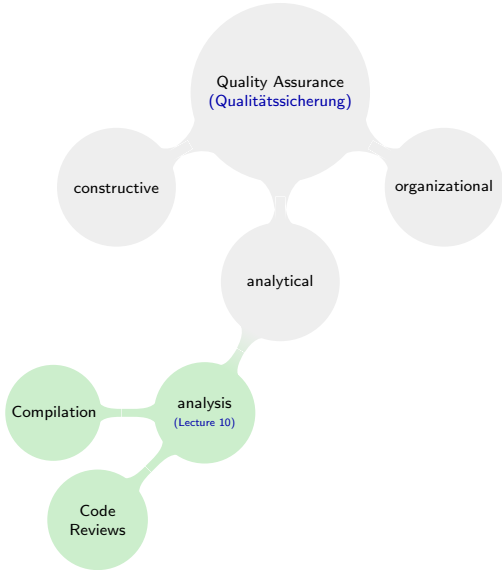 Quality Assurance
(Qualitätssicherung)
constructive
organizational
analytical
analysis
(Lecture 10)
Compilation
Code
Reviews